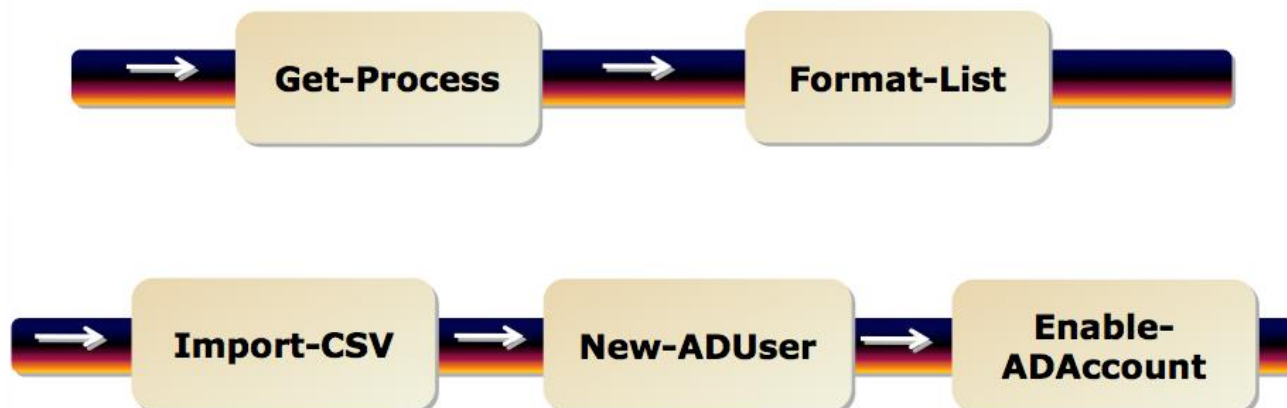 Get-Process
Format-List
Import-CSV
New-ADUser
Enable-
ADAccount